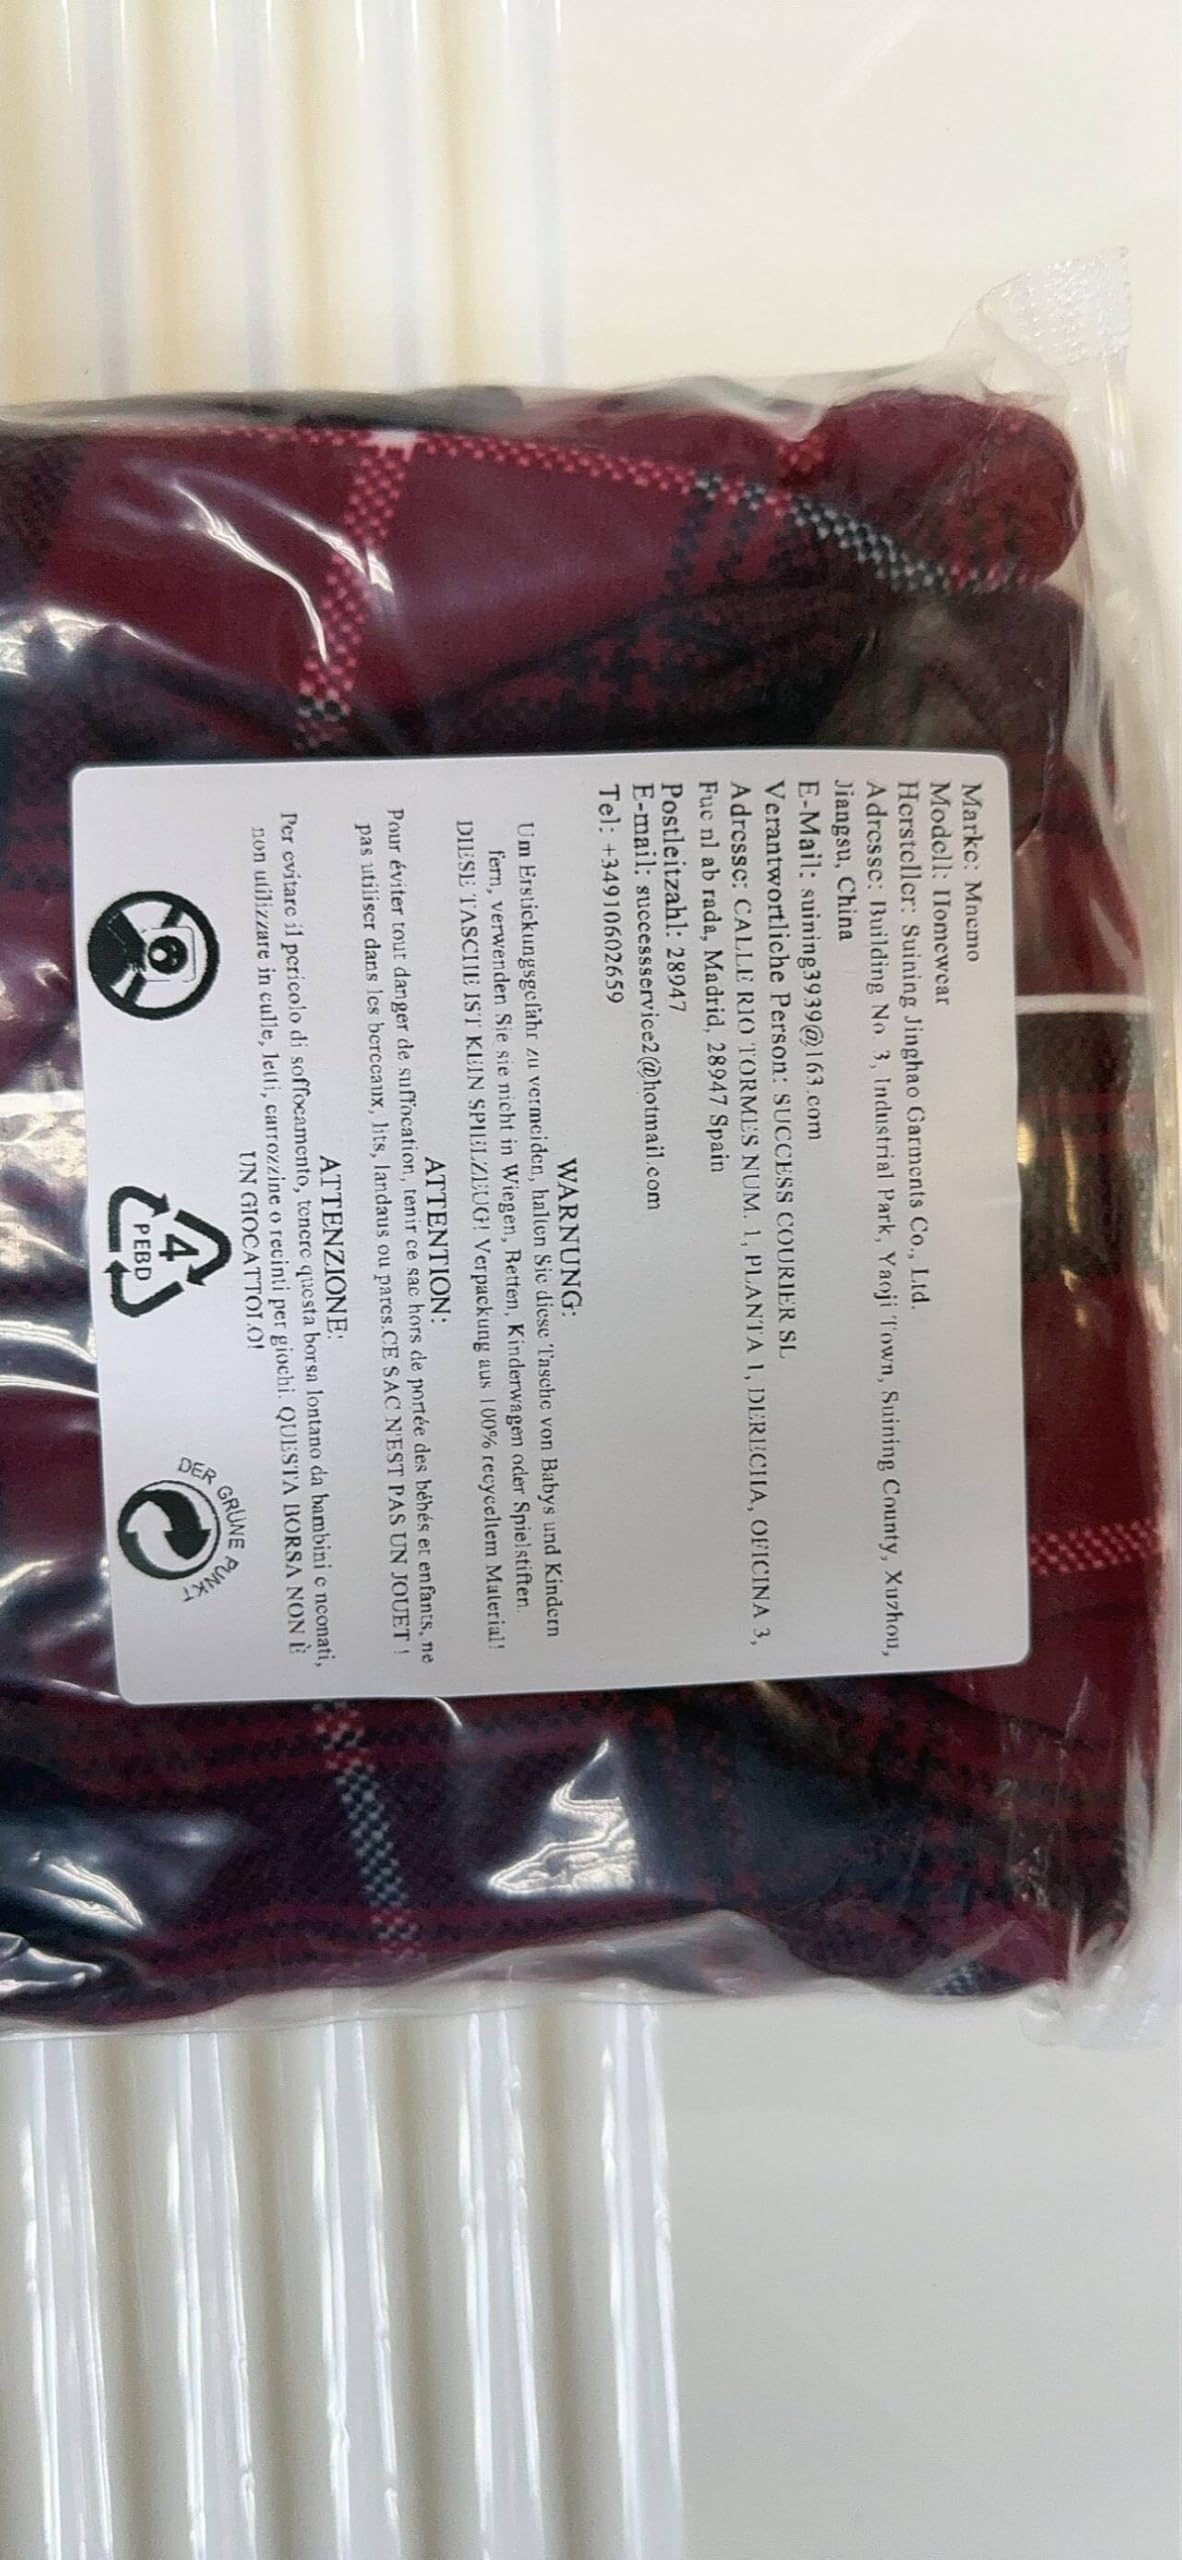 Marke: Mnemo
Modell: Homewear
Hersteller: Suining Jinghao Garments Co., Ltd.
Adresse: Building No. 3, Industrial Park, Yaoji Town, Suining County, Xuzhou,
Jiangsu, China
E-Mail: suining3939@163.com
Verantwortliche Person: SUCCESS COURIER SL
Adresse: CALLE RIO TORMES NUM. 1, PLANTA 1, DERECHA, OFICINA 3,
Fue nl ab rada, Madrid, 28947 Spain
Postleitzahl: 28947
E-mail: successservice2@hotmail.com
Tel: +34910602659
WARNUNG:
Um Erstickungsgefahr zu vermeiden, halten Sie diese Tasche von Babys und Kindern
fern, verwenden Sie sie nicht in Wiegen, Betten, Kinderwagen oder Spielstiften.
DIESE TASCHE IST KEIN SPIELZEUG! Verpackung aus 100% recyceltem Material!
ATTENTION:
Pour éviter tout danger de suffocation, tenir ce sac hors de portée des bébés et enfants, ne
pas utiliser dans les berceaux, lits, landaus ou parcs.CE SAC N'EST PAS UN JOUET !
ATTENZIONE:
Per evitare il pericolo di soffocamento, tenere questa borsa lontano da bambini e neonati,
non utilizzare in culle, letti, carrozzine o recinti per giochi. QUESTA BORSA NON È
UN GIOCATTOLO!
4
PEBD
DER GRÜNE PUNKT